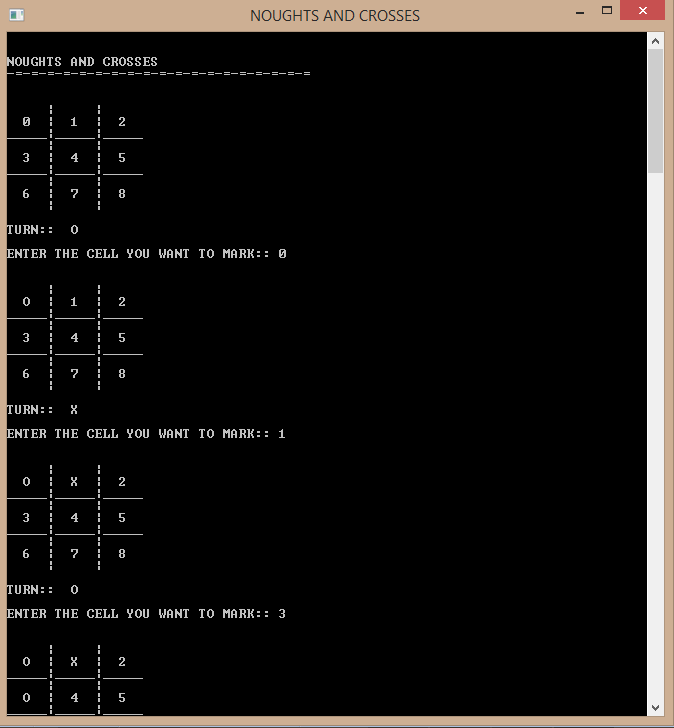 NOUGHTS AND CROSSES
NOUGHTS AND CROSSES
-=-=-=-=-=-=-=-=-=-=-=-=-=-=-=-=-=-=-=
0 ¦ 1 ¦ 2
3 ¦ 4 ¦ 5
6 ¦ 7 ¦ 8
TURN:: O
ENTER THE CELL YOU WANT TO MARK:: 0
O ¦ 1 ¦ 2
3 ¦ 4 ¦ 5
6 ¦ 7 ¦ 8
TURN:: X
ENTER THE CELL YOU WANT TO MARK:: 1
O ¦ X ¦ 2
3 ¦ 4 ¦ 5
6 ¦ 7 ¦ 8
TURN:: O
ENTER THE CELL YOU WANT TO MARK:: 3
O ¦ X ¦ 2
O ¦ 4 ¦ 5